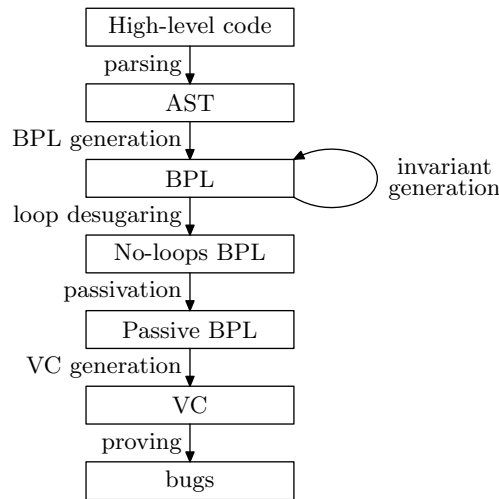 High-level code
parsing
AST
BPL generation
BPL
invariant
generation
loop desugaring
No-loops BPL
passivation
Passive BPL
VC generation
VC
proving
bugs